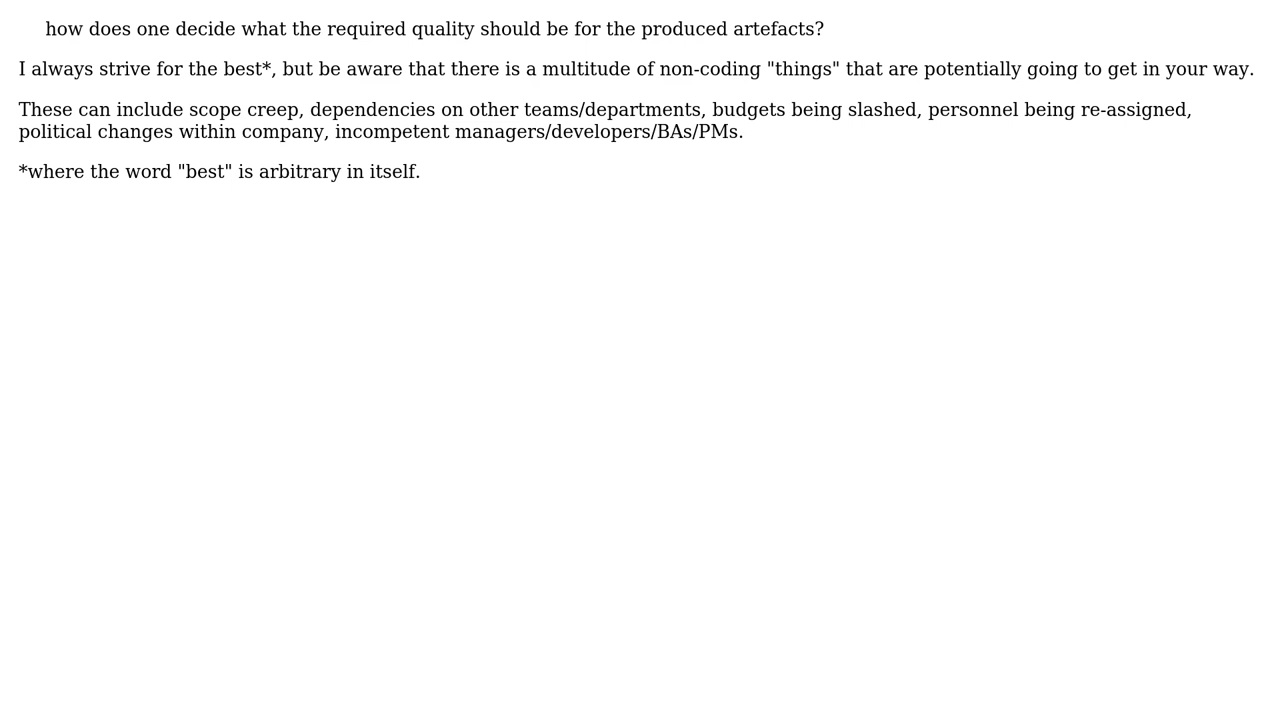 how does one decide what the required quality should be for the produced artefacts?
I always strive for the best*, but be aware that there is a multitude of non-coding "things" that are potentially going to get in your way.
These can include scope creep, dependencies on other teams/departments, budgets being slashed, personnel being re-assigned,
political changes within company, incompetent managers/developers/BAs/PMs.
*where the word "best" is arbitrary in itself.